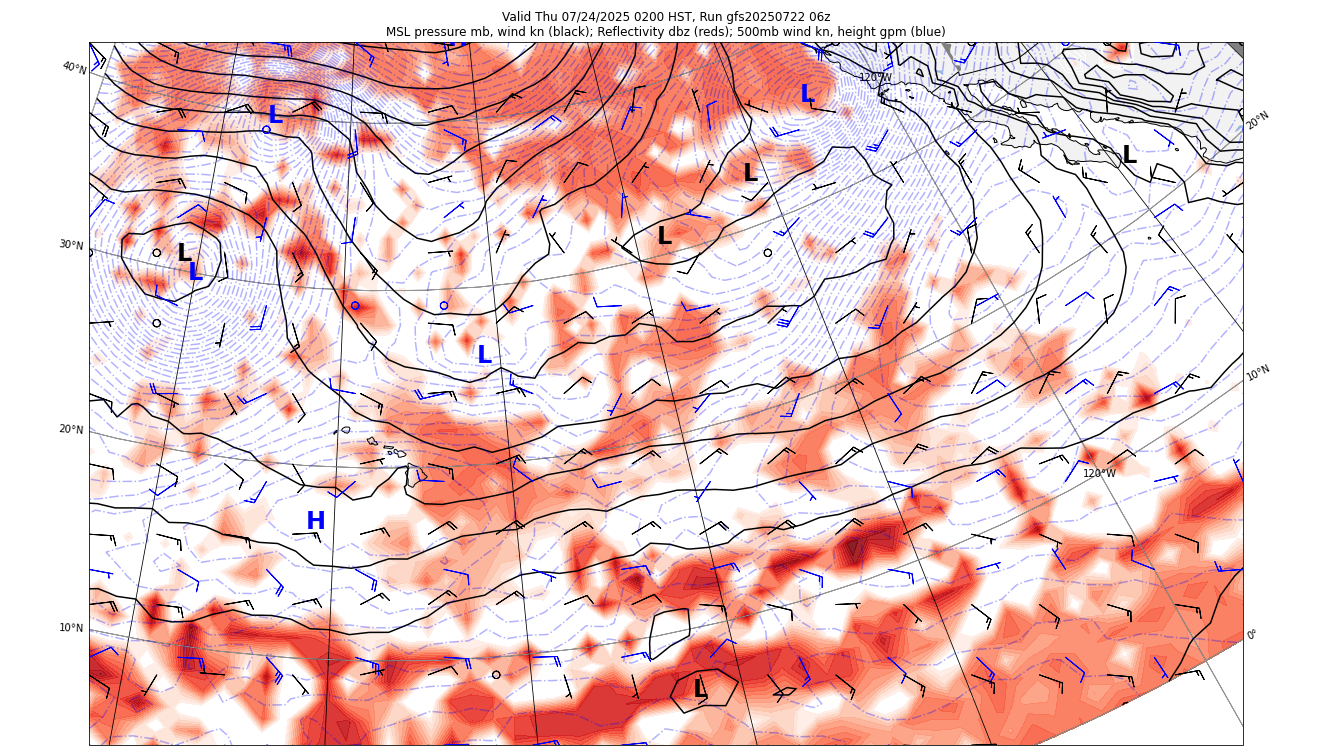 Valid Thu 07/24/2025 0200 HST, Run gfs20250722 06z
MSL pressure mb, wind kn (black); Reflectivity dbz (reds); 500mb wind kn, height gpm (blue)
40°N
120°W
L
L
20°N
L
L
L
30°N
L
L
L
10°N
20°N
120°W
H
10°N
0°
L